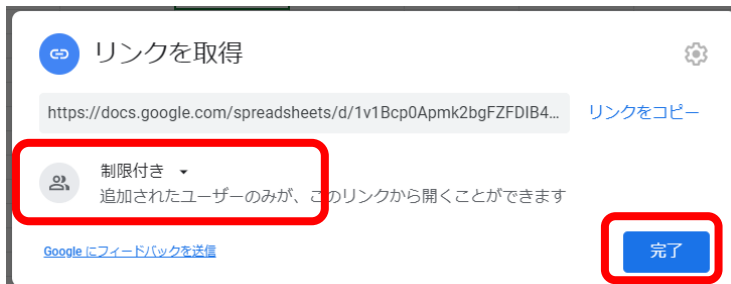 リンクを取得
https://docs.google.com/spreadsheets/d/1v1Bcp0Apmk2bgFZFDIB4... リンクをコピー
制限付き
追加されたユーザーのみが、このリンクから開くことができます
Google にフィードバックを送信 完了